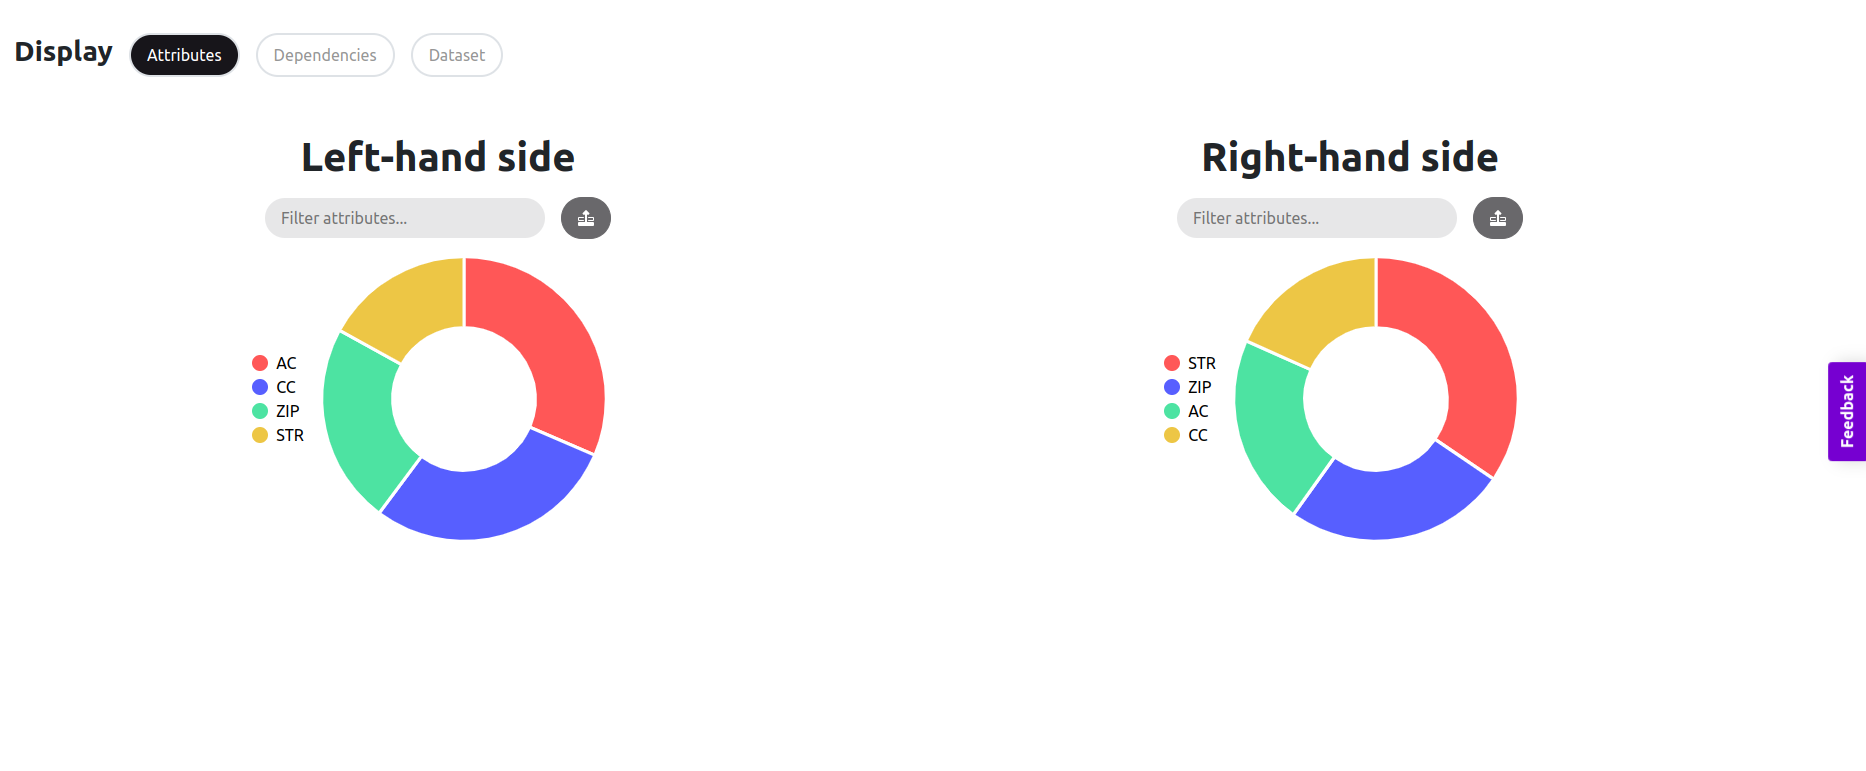 Display
Attributes
Dependencies
Dataset
Left-hand side
Filter attributes...
AC
CC
ZIP
STR
Right-hand side
Filter attributes...
STR
ZIP
AC
CC
Feedback